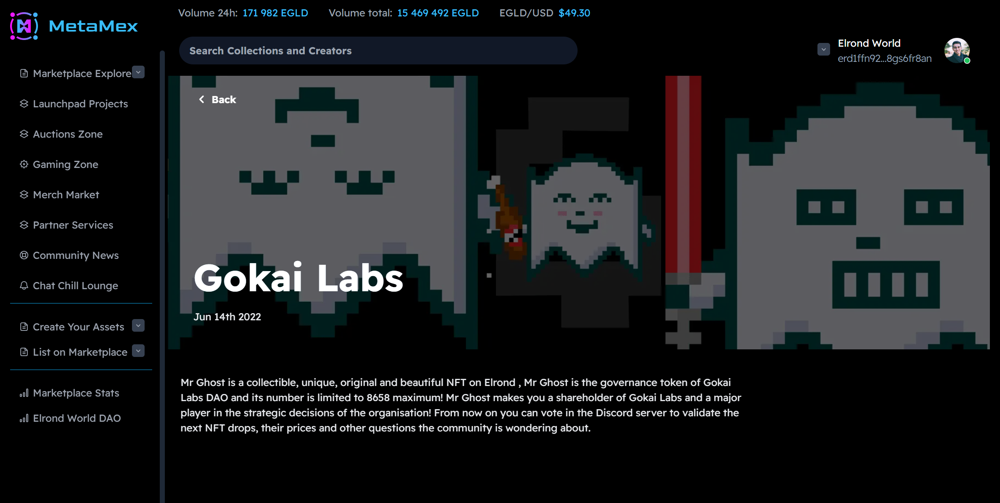 MetaMex
Volume 24h: 171 982 EGLD
Volume total: 15 469 492 EGLD
EGLD/USD $49.30
Search Collections and Creators
Elrond World
erd1ffn92...8gs6fr8an
Marketplace Explore
Launchpad Projects
Auctions Zone
Gaming Zone
Merch Market
Partner Services
Community News
Chat Chill Lounge
Create Your Assets
List on Marketplace
Marketplace Stats
Elrond World DAO
Back
Gokai Labs
Jun 14th 2022
Mr Ghost is a collectible, unique, original and beautiful NFT on Elrond , Mr Ghost is the governance token of Gokai
Labs DAO and its number is limited to 8658 maximum! Mr Ghost makes you a shareholder of Gokai Labs and a major
player in the strategic decisions of the organisation! From now on you can vote in the Discord server to validate the
next NFT drops, their prices and other questions the community is wondering about.